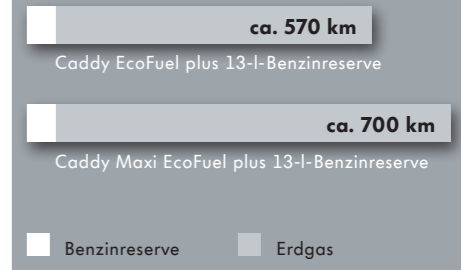 ca. 570 km
Caddy EcoFuel plus 13-l-Benzinreserve
ca. 700 km
Caddy Maxi EcoFuel plus 13-l-Benzinreserve
Benzinreserve Erdgas